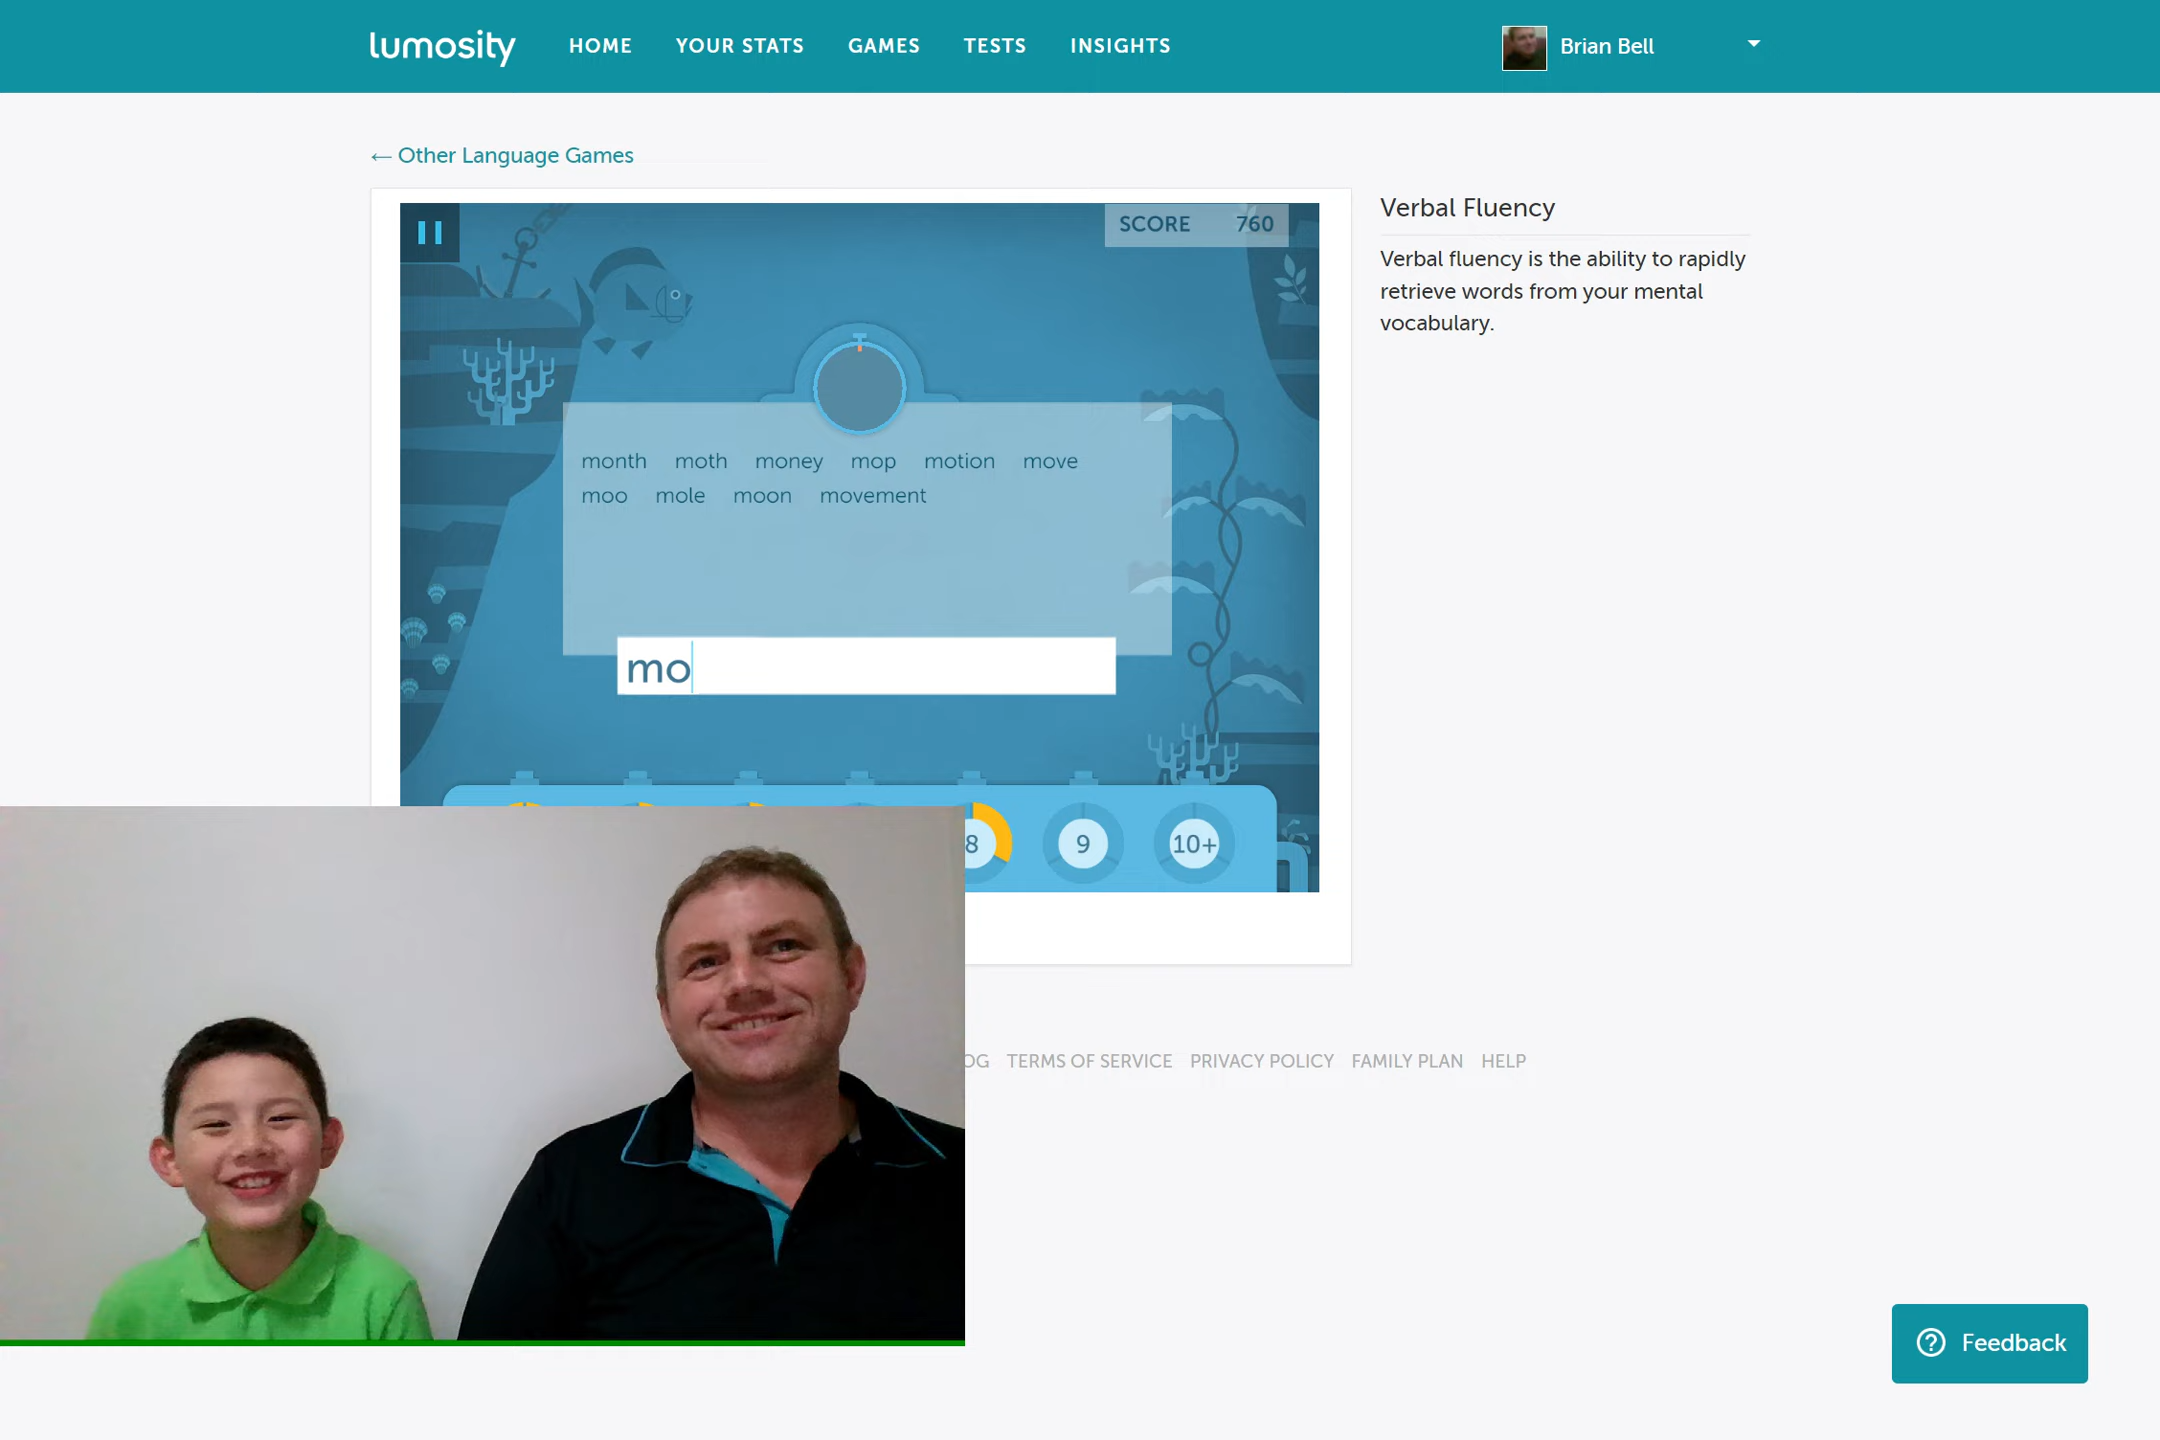 lumosity HOME YOUR STATS GAMES TESTS INSIGHTS Brian Bell
← Other Language Games
SCORE 760
month moth money mop motion move
moo mole moon movement
mo
8 9 10+
Verbal Fluency
Verbal fluency is the ability to rapidly
retrieve words from your mental
vocabulary.
OG TERMS OF SERVICE PRIVACY POLICY FAMILY PLAN HELP
? Feedback